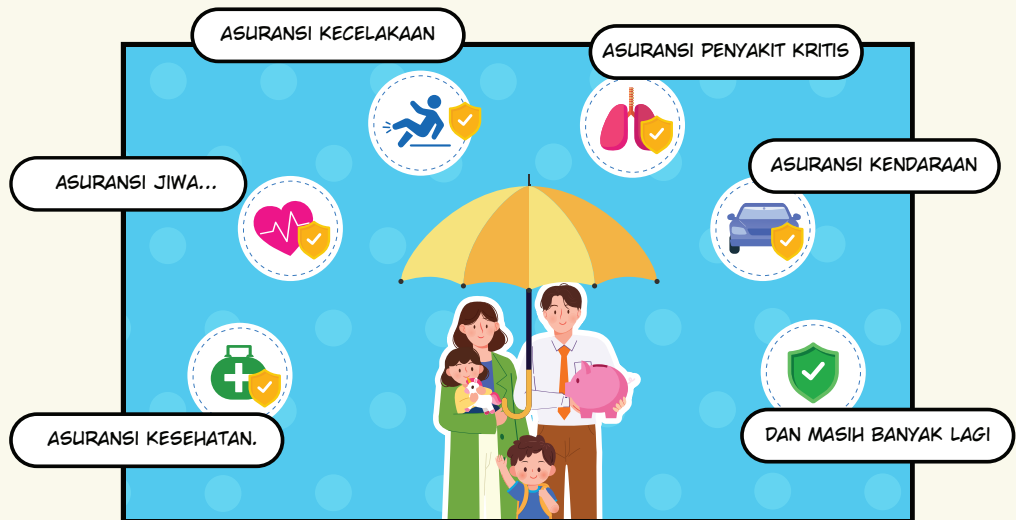 ASURANSI KECELAKAAN
ASURANSI PENYAKIT KRITIS
ASURANSI JIWA...
ASURANSI KENDARAAN
ASURANSI KESEHATAN.
DAN MASIH BANYAK LAGI